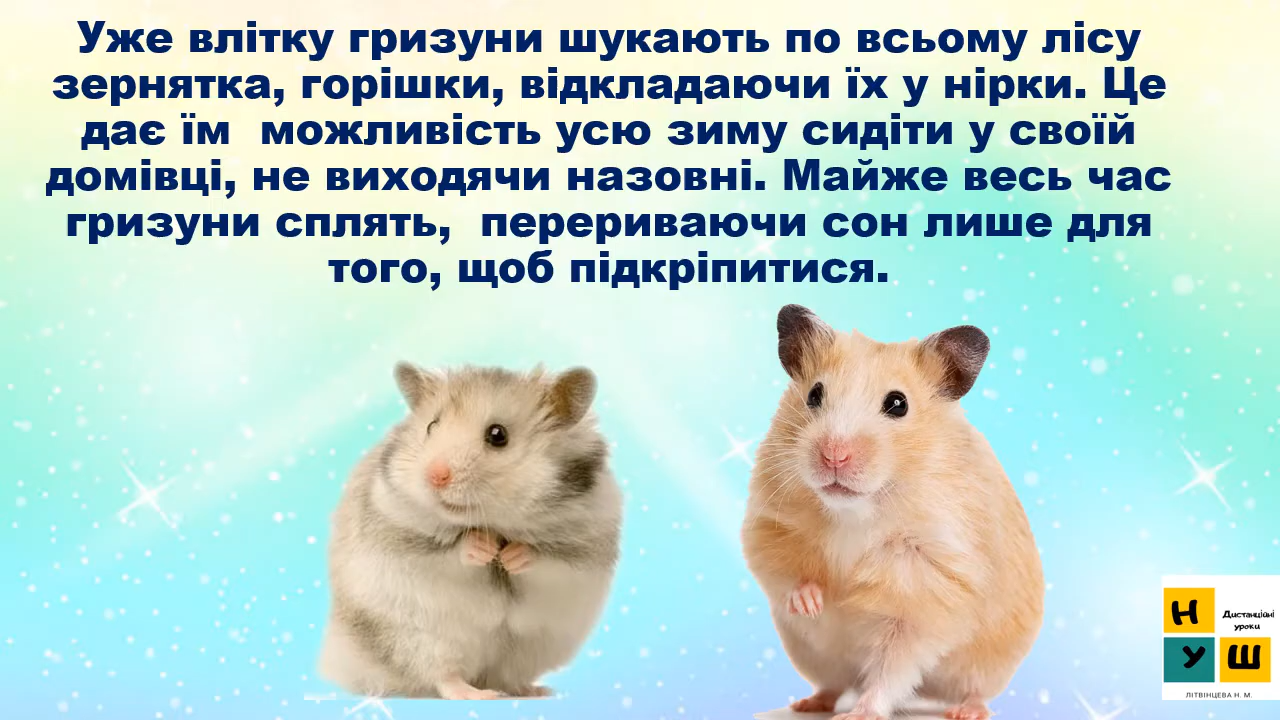 Уже влітку гризуни шукають по всьому лісу
зернятка, горішки, відкладаючи їх у нірки. Це
дає їм можливість усю зиму сидіти у своїй
домівці, не виходячи назовні. Майже весь час
гризуни сплять, перериваючи сон лише для
того, щоб підкріпитися.
Н Дистанційні
уроки
У Ш
ЛІТВІНЦЕВА Н. М.